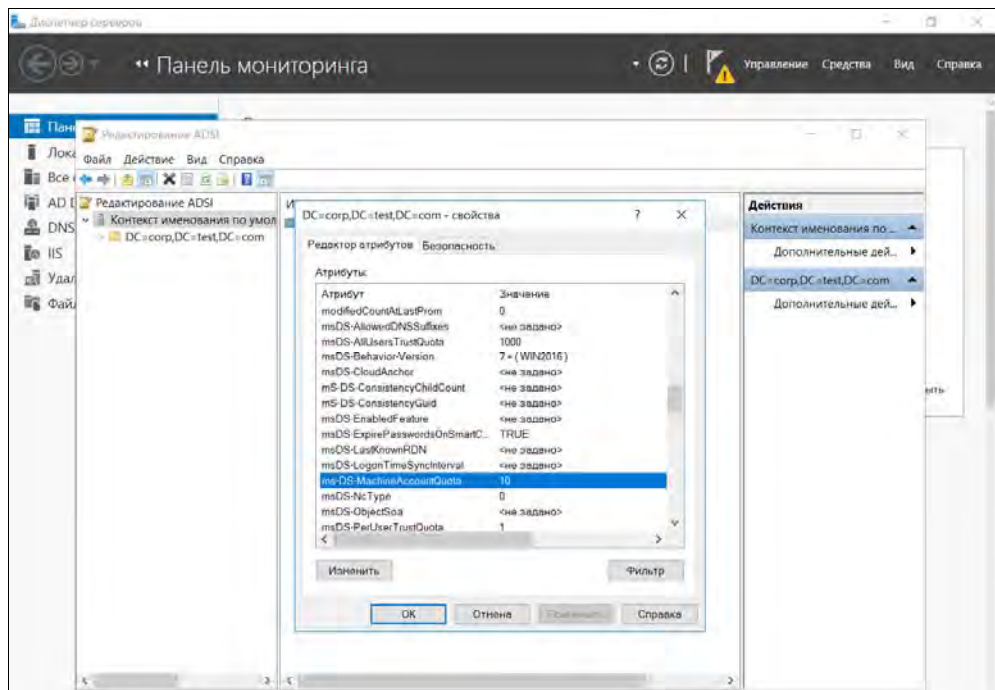 Диспетчер серверов
Панель мониторинга
Управление Средства Вид Справка
Пане
Лока
Все
AD D
DNS
IIS
Удал
Файл
Редактирование ADSI
Файл Действие Вид Справка
Редактирование ADSI
Контекст именования по умол
DC=corp,DC=test,DC=com
И
DC=corp,DC=test,DC=com - свойства
Редактор атрибутов Безопасность
Атрибуты:
Атрибут Значение
modifiedCountAtLastProm 0
msDS-AllowedDNSSuffixes <не задано>
msDS-AllUsersTrustQuota 1000
msDS-Behavior-Version 7 = ( WIN2016 )
msDS-CloudAnchor <не задано>
mS-DS-ConsistencyChildCount <не задано>
mS-DS-ConsistencyGuid <не задано>
msDS-EnabledFeature <не задано>
msDS-ExpirePasswordsOnSmartC... TRUE
msDS-LastKnownRDN <не задано>
msDS-LogonTimeSyncInterval <не задано>
ms-DS-MachineAccountQuota 10
msDS-NcType 0
msDS-ObjectSoa <не задано>
msDS-PerUserTrustQuota 1
Изменить Фильтр
ОК Отмена Применить Справка
Действия
Контекст именования по ...
Дополнительные дей...
DC=corp,DC=test,DC=com
Дополнительные дей...
ыть